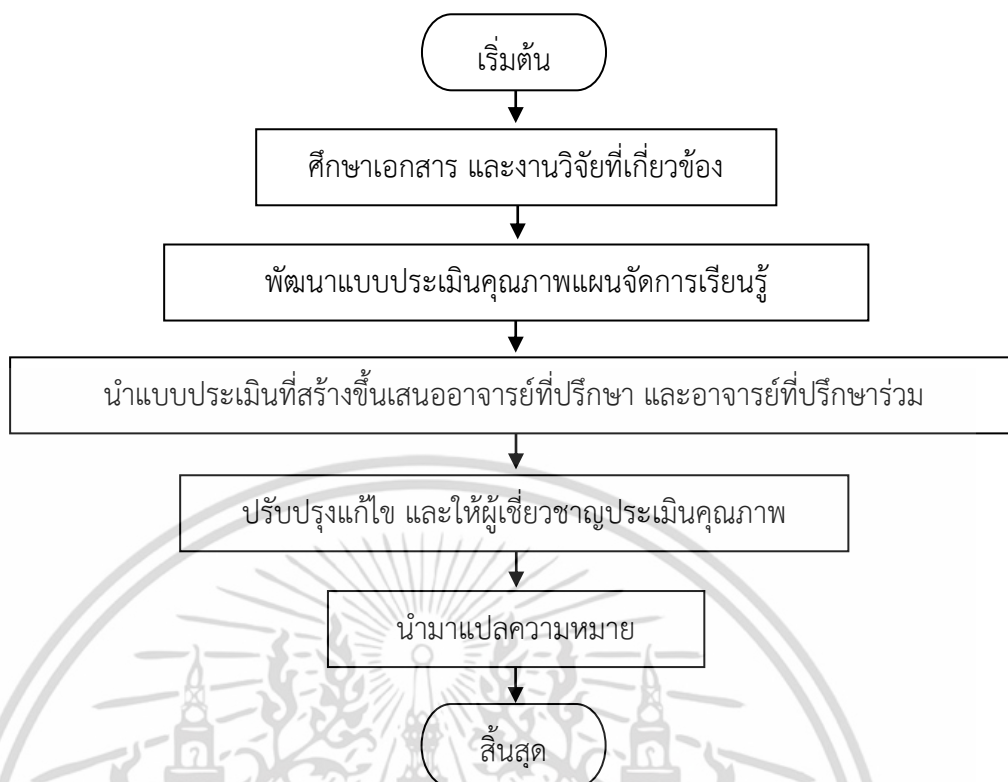 เริ่มต้น
ศึกษาเอกสาร และงานวิจัยที่เกี่ยวข้อง
พัฒนาแบบประเมินคุณภาพแผนจัดการเรียนรู้
นำแบบประเมินที่สร้างขึ้นเสนออาจารย์ที่ปรึกษา และอาจารย์ที่ปรึกษาร่วม
ปรับปรุงแก้ไข และให้ผู้เชี่ยวชาญประเมินคุณภาพ
นำมาแปลความหมาย
สิ้นสุด